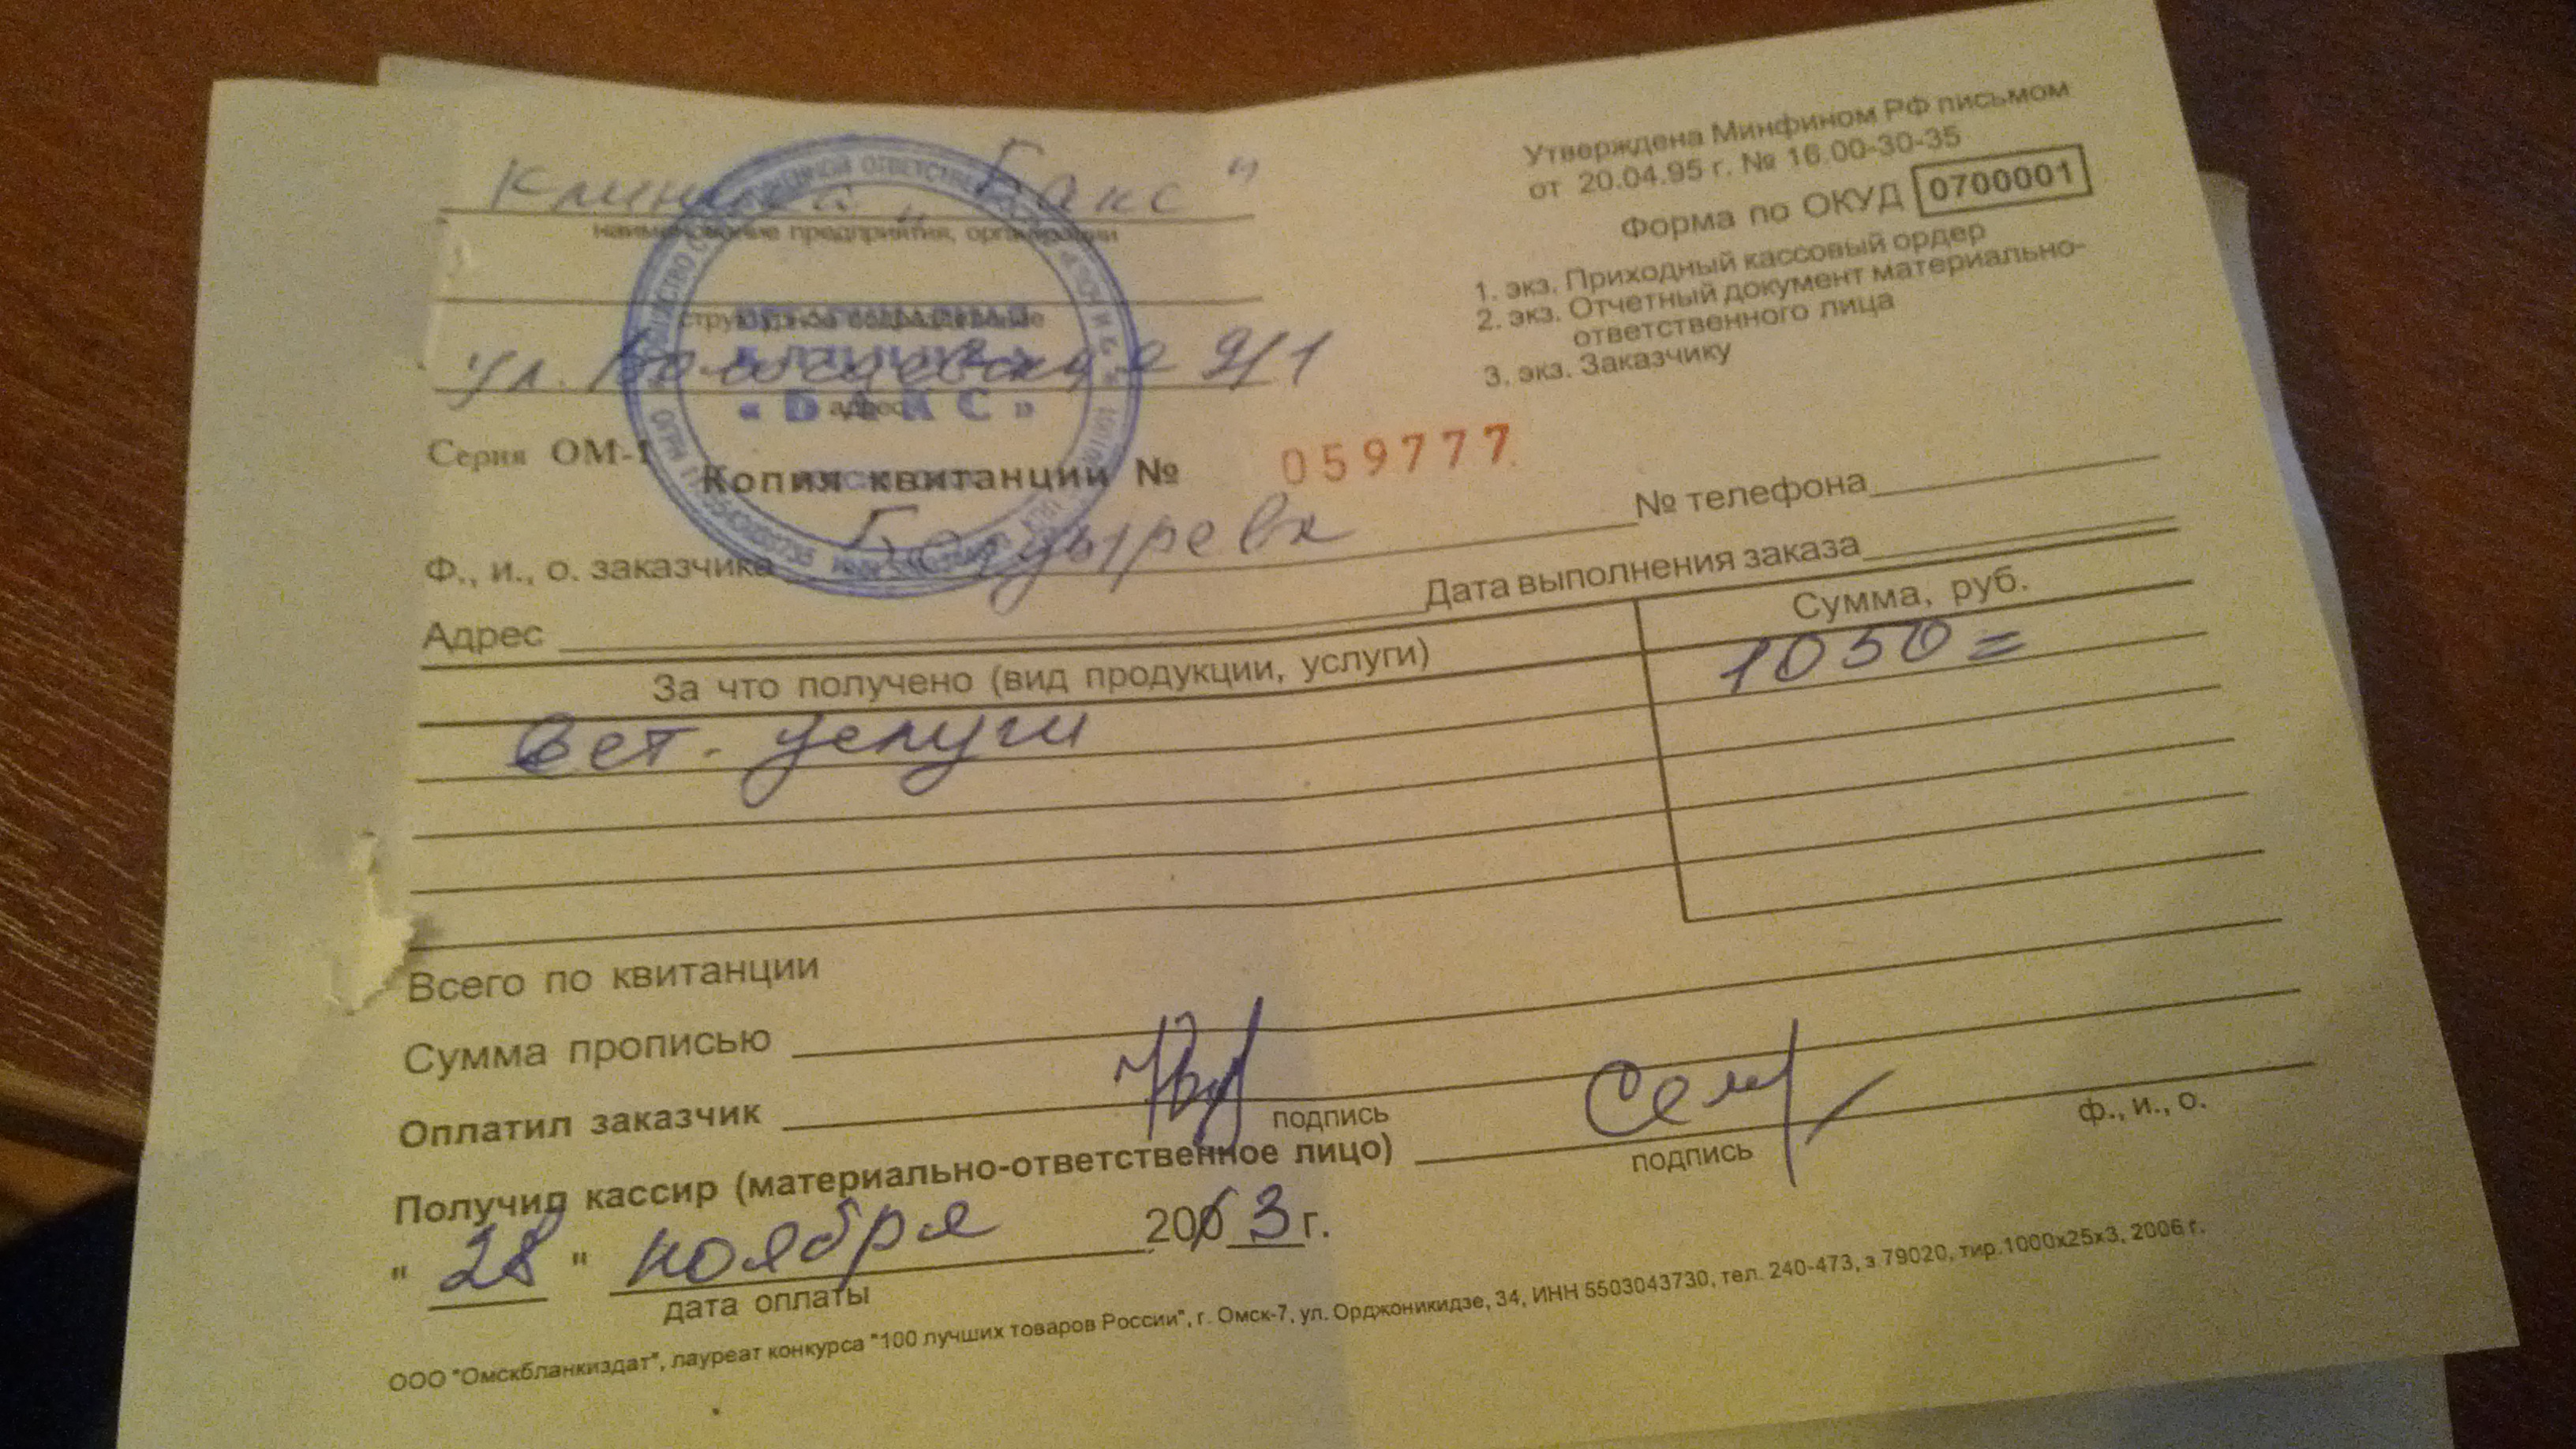 Клиника „Бакс"
наименование предприятия, организации
структурное подразделение
ул. 9/1
адрес
«БАКС»
Утверждена Минфином РФ письмом
от 20.04.95 г. № 16.00-30-35
Форма по ОКУД 0700001
1. экз. Приходный кассовый ордер
2. экз. Отчетный документ материально-
ответственного лица
3. экз. Заказчику
Серия ОМ-1
Копия квитанции № 059777
Ф., и., о. заказчика № телефона
Адрес Дата выполнения заказа
За что получено (вид продукции, услуги) Сумма, руб.
Вет. услуги 1050=
Всего по квитанции
Сумма прописью
Оплатил заказчик
подпись
Получил кассир (материально-ответственное лицо)
подпись ф., и., о.
"28" ноября 2003 г.
дата оплаты
ООО "Омскбланкиздат", лауреат конкурса "100 лучших товаров России", г. Омск-7, ул. Орджоникидзе, 34, ИНН 5503043730, тел. 240-473, з 79020, тир.1000х25х3, 2006 г.